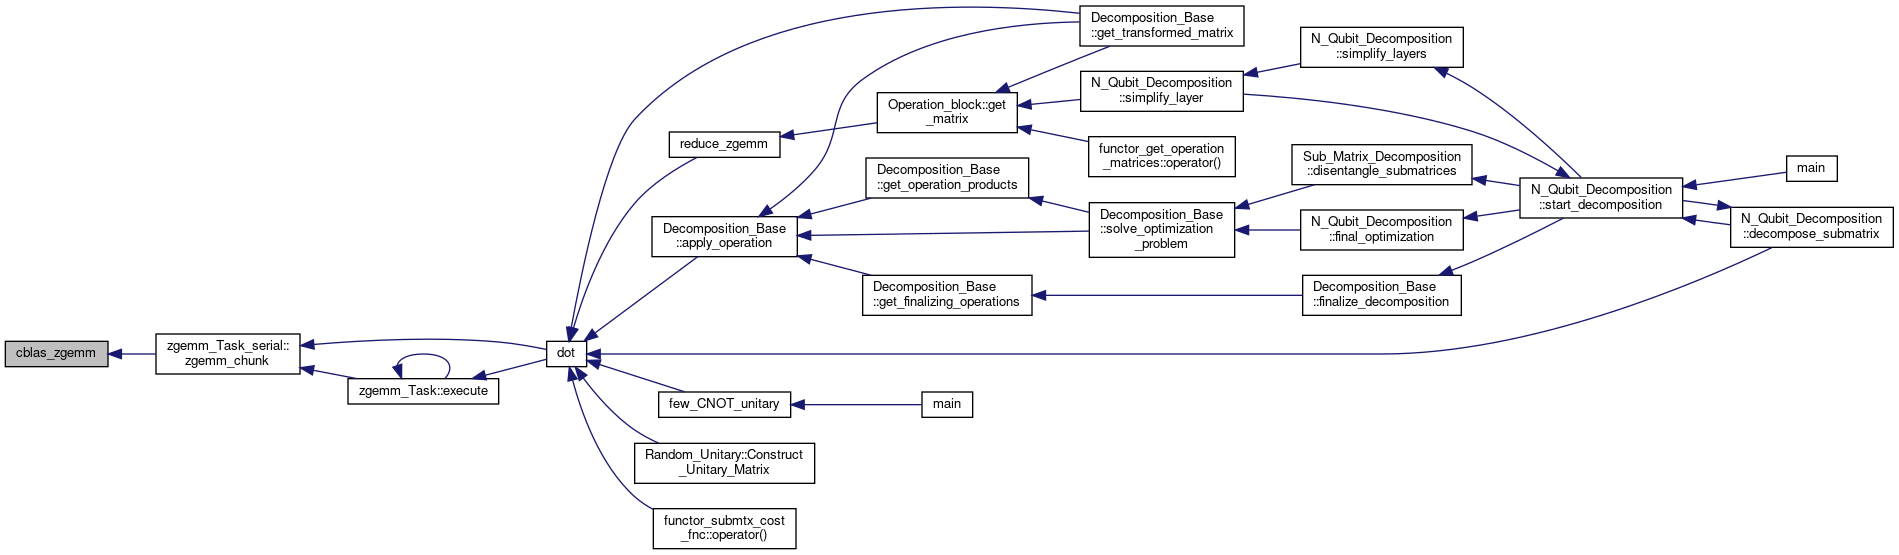 cblas_zgemm
zgemm_Task_serial::
zgemm_chunk
zgemm_Task::execute
dot
Decomposition_Base
::get_transformed_matrix
reduce_zgemm
Decomposition_Base
::apply_operation
few_CNOT_unitary
Random_Unitary::Construct
_Unitary_Matrix
functor_submtx_cost
_fnc::operator()
Operation_block::get
_matrix
Decomposition_Base
::get_operation_products
Decomposition_Base
::get_finalizing_operations
main
N_Qubit_Decomposition
::simplify_layer
functor_get_operation
_matrices::operator()
Decomposition_Base
::solve_optimization
_problem
N_Qubit_Decomposition
::simplify_layers
Sub_Matrix_Decomposition
::disentangle_submatrices
N_Qubit_Decomposition
::final_optimization
Decomposition_Base
::finalize_decomposition
N_Qubit_Decomposition
::start_decomposition
main
N_Qubit_Decomposition
::decompose_submatrix